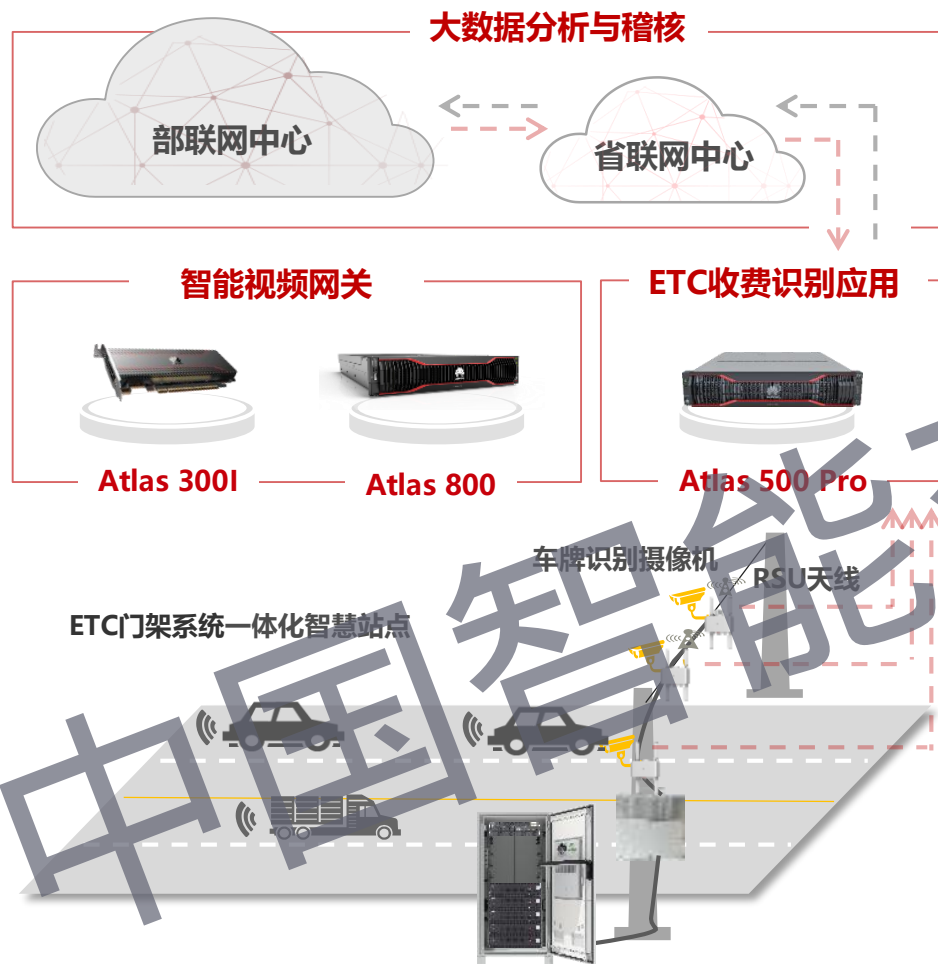 大数据分析与稽核
部联网中心
省联网中心
智能视频网关
ETC收费识别应用
Atlas 300I
Atlas 800
Atlas 500 Pro
车牌识别摄像机
RSU天线
ETC门架系统一体化智慧站点
中国智能